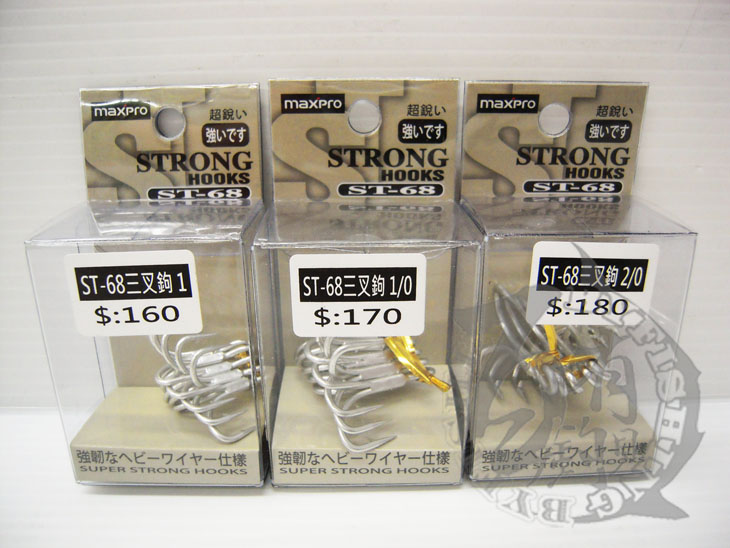 maxpro
超鋭い
強いです
STRONG
HOOKS
ST-68
ST-68三叉鉤 1
$:160
強韌なヘビーワイヤー仕様
SUPER STRONG HOOKS
maxpro
超鋭い
強いです
STRONG
HOOKS
ST-68
ST-68三叉鉤 1/0
$:170
強韌なヘビーワイヤー仕様
SUPER STRONG HOOKS
maxpro
超鋭い
強いです
STRONG
HOOKS
ST-68
ST-68三叉鉤 2/0
$:180
強韌なヘビーワイヤー仕様
SUPER STRONG HOOKS